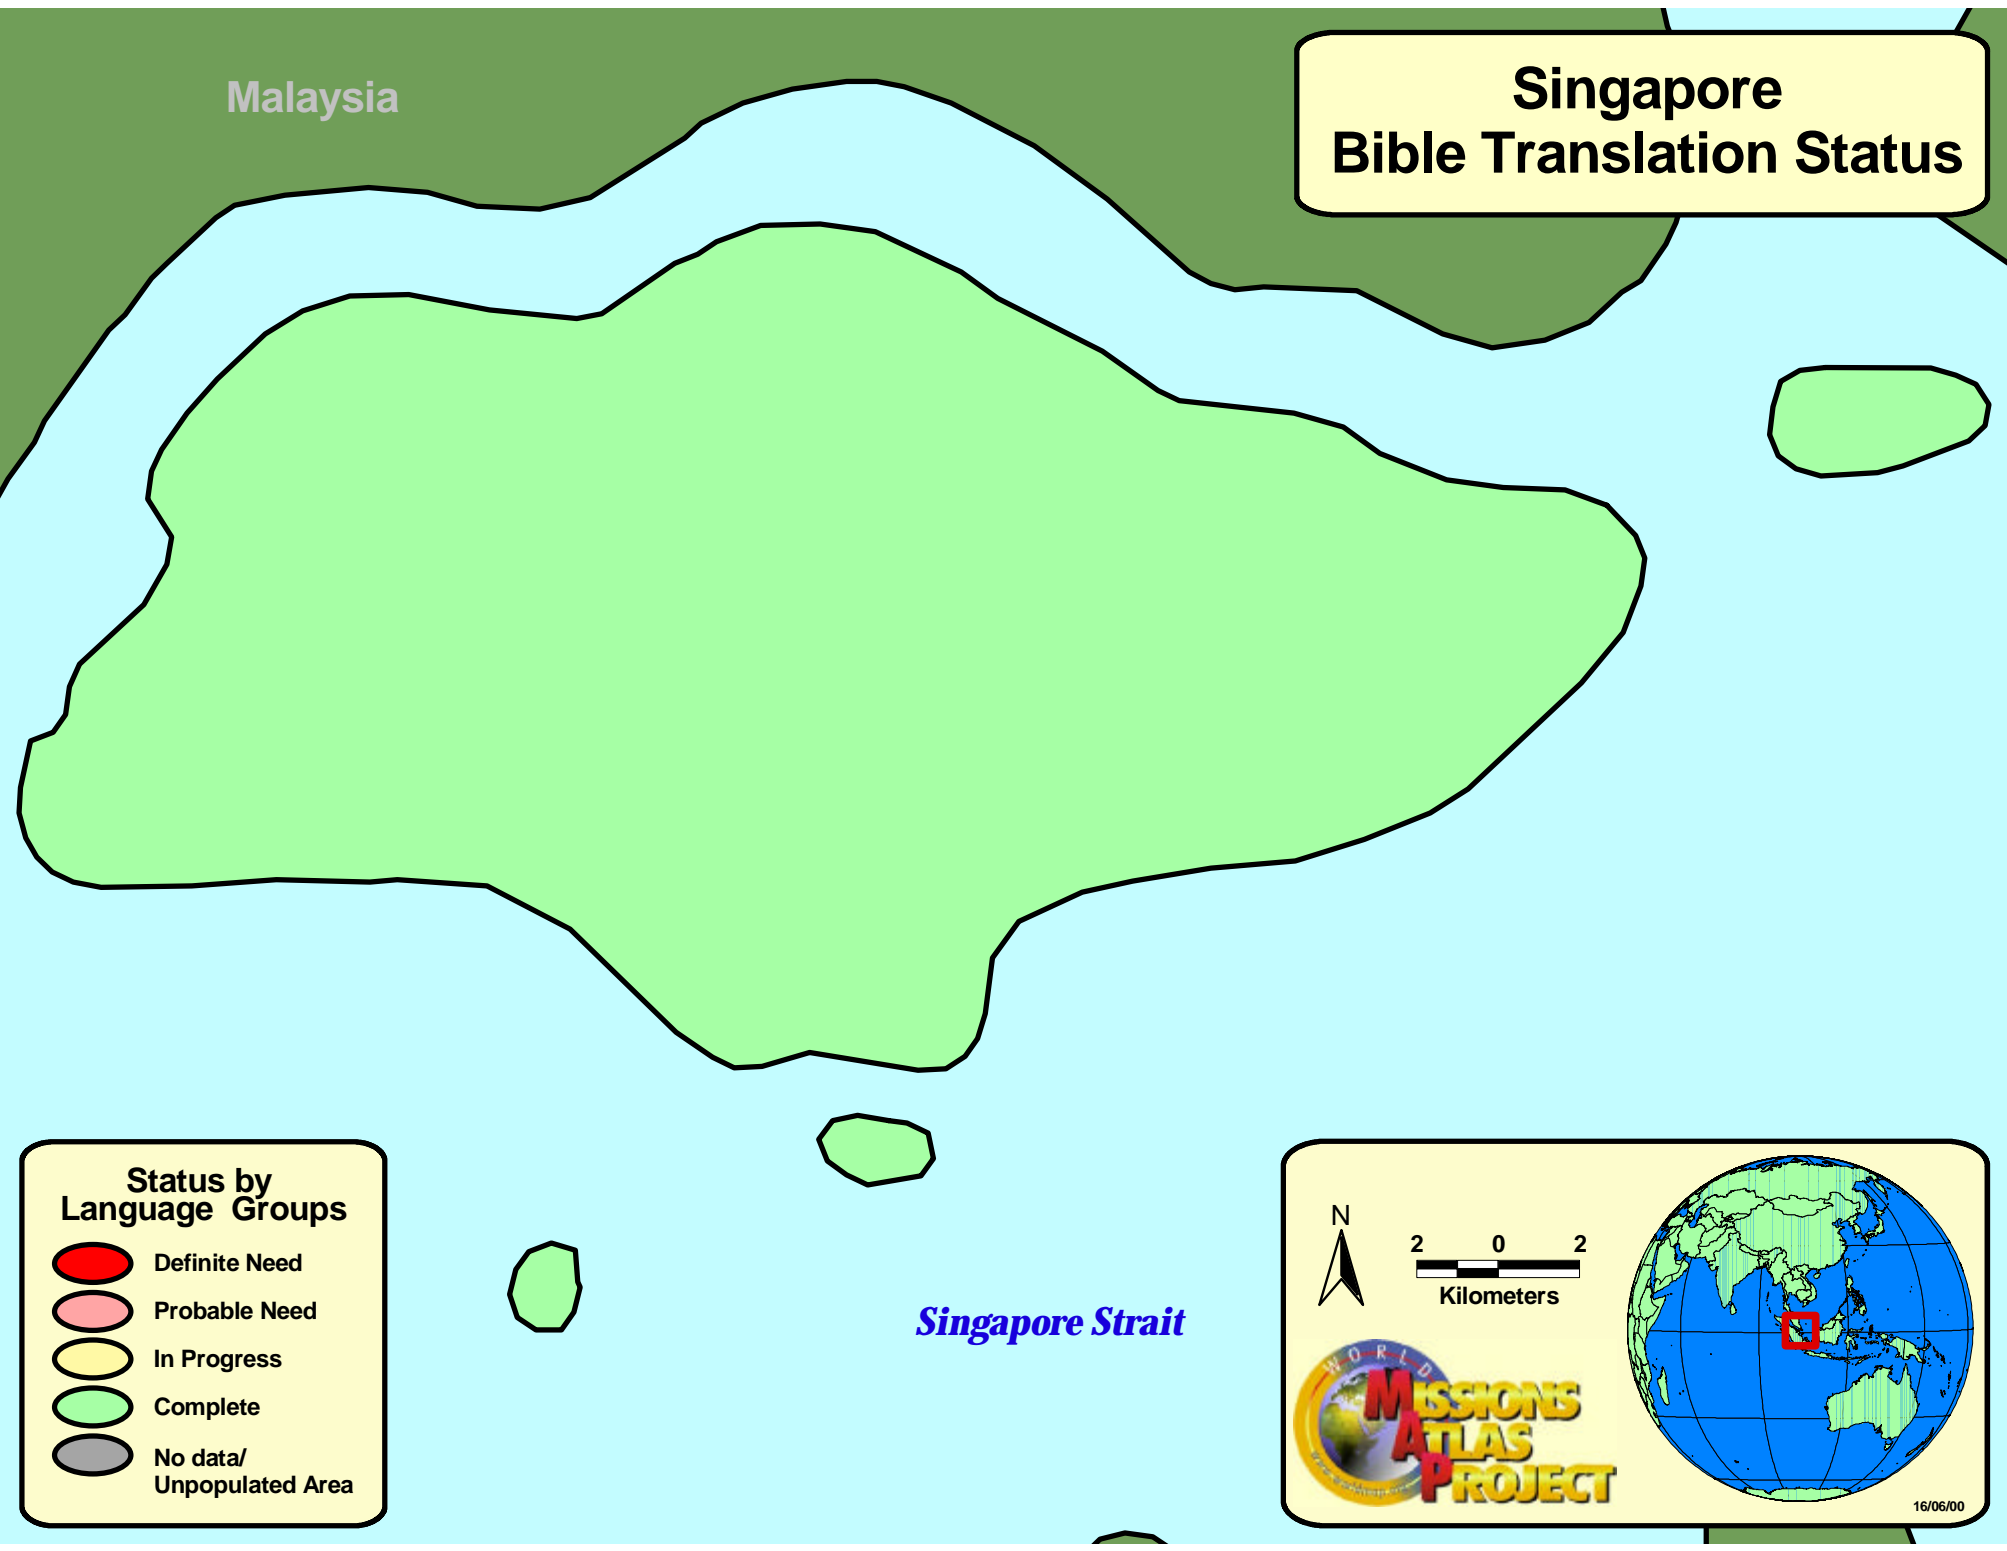 Malaysia
Singapore
Bible Translation Status
Singapore Strait
Status by
Language Groups
Definite Need
Probable Need
In Progress
Complete
No data/
Unpopulated Area
N
2 0 2
Kilometers
WORLD
MISSIONS
ATLAS
PROJECT
16/06/00